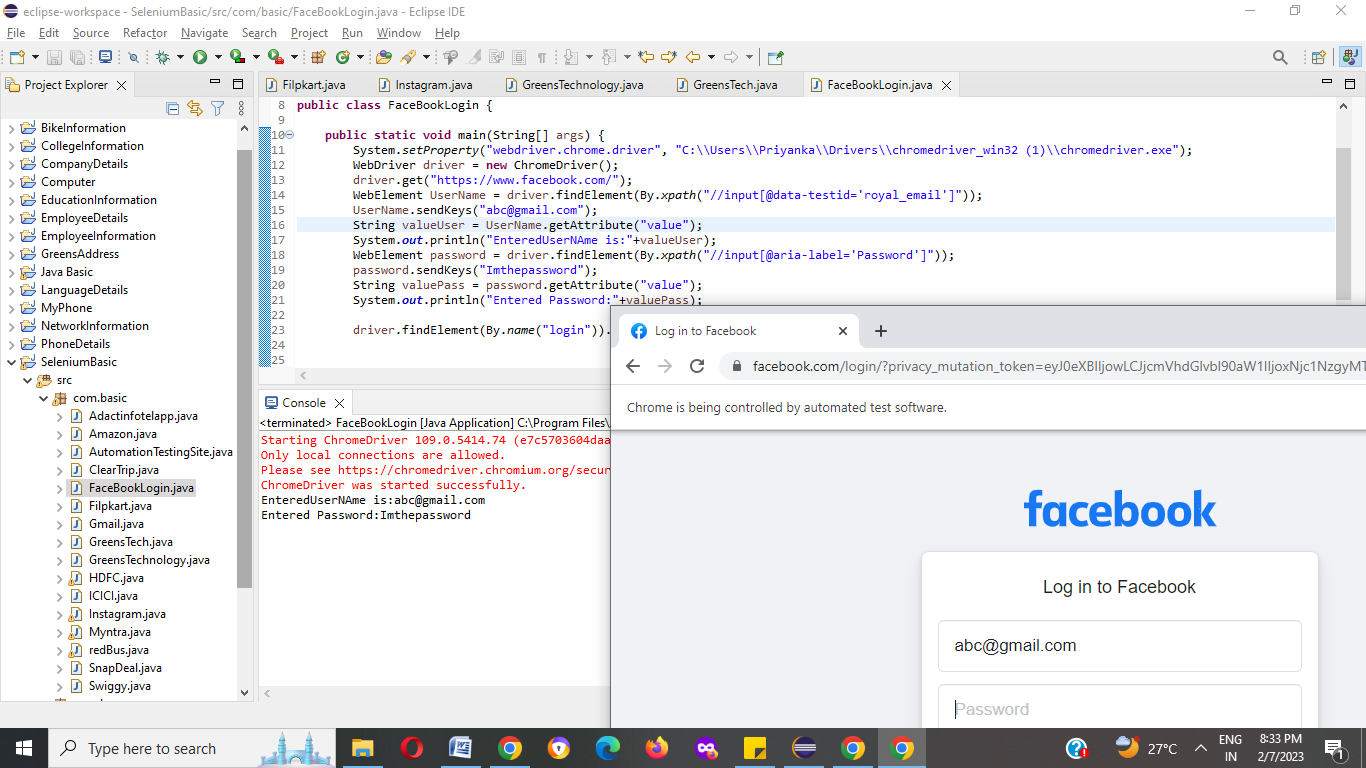 eclipse-workspace - SeleniumBasic/src/com/basic/FaceBookLogin.java - Eclipse IDE
File Edit Source Refactor Navigate Search Project Run Window Help
Project Explorer
BikeInformation
CollegeInformation
CompanyDetails
Computer
EducationInformation
EmployeeDetails
EmployeeInformation
GreensAddress
Java Basic
LanguageDetails
MyPhone
NetworkInformation
PhoneDetails
SeleniumBasic
src
com.basic
Adactinfotelapp.java
Amazon.java
AutomationTestingSite.java
ClearTrip.java
FaceBookLogin.java
Filpkart.java
Gmail.java
GreensTech.java
GreensTechnology.java
HDFC.java
ICICI.java
Instagram.java
Myntra.java
redBus.java
SnapDeal.java
Swiggy.java
Filpkart.java Instagram.java GreensTechnology.java GreensTech.java FaceBookLogin.java
8 public class FaceBookLogin {
9
10 public static void main(String[] args) {
11 System.setProperty("webdriver.chrome.driver", "C:\\Users\\Priyanka\\Drivers\\chromedriver_win32 (1)\\chromedriver.exe");
12 WebDriver driver = new ChromeDriver();
13 driver.get("https://www.facebook.com/");
14 WebElement UserName = driver.findElement(By.xpath("//input[@data-testid='royal_email']"));
15 UserName.sendKeys("abc@gmail.com");
16 String valueUser = UserName.getAttribute("value");
17 System.out.println("EnteredUserNAme is:"+valueUser);
18 WebElement password = driver.findElement(By.xpath("//input[@aria-label='Password']"));
19 password.sendKeys("Imthepassword");
20 String valuePass = password.getAttribute("value");
21 System.out.println("Entered Password:"+valuePass);
22
23 driver.findElement(By.name("login")).
24
25
Console
<terminated> FaceBookLogin [Java Application] C:\Program Files\
Starting ChromeDriver 109.0.5414.74 (e7c5703604daa
Only local connections are allowed.
Please see https://chromedriver.chromium.org/secur
ChromeDriver was started successfully.
EnteredUserNAme is:abc@gmail.com
Entered Password:Imthepassword
Log in to Facebook
facebook.com/login/?privacy_mutation_token=
Chrome is being controlled by automated test software.
facebook
Log in to Facebook
abc@gmail.com
Password
Type here to search
27°C
ENG
IN
8:33 PM
2/7/2023
1